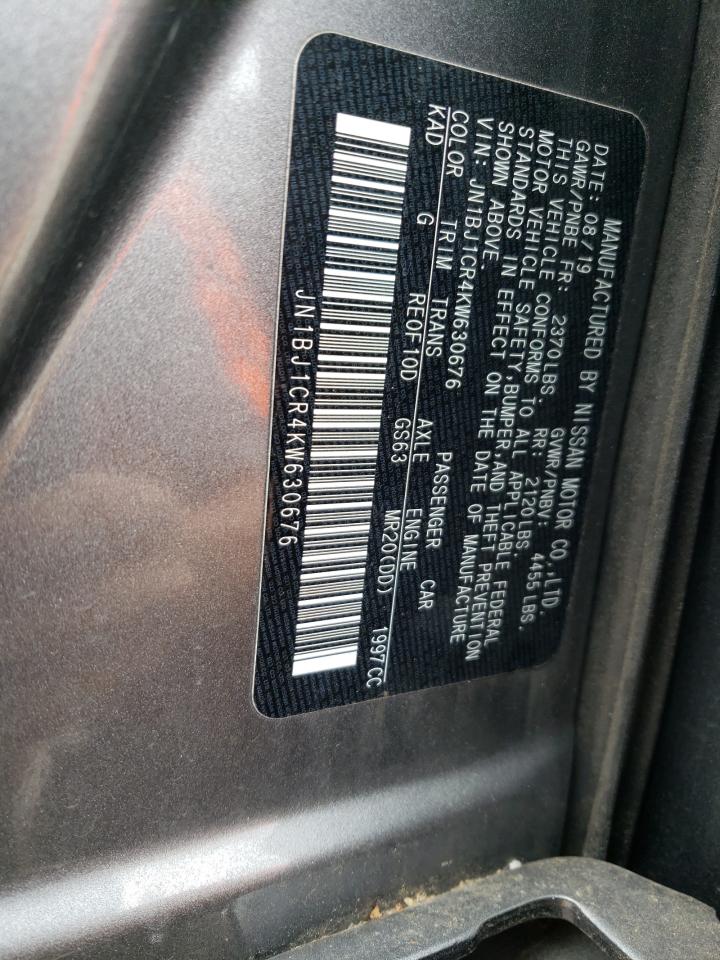 MANUFACTURED BY NISSAN MOTOR CO.,LTD.
DATE: 08/19 GVWR/PNBV: 4455LBS.
GAWR/PNBE FR: 2370LBS. RR: 2120LBS
THIS VEHICLE CONFORMS TO ALL APPLICABLE FEDERAL
MOTOR VEHICLE SAFETY,BUMPER,AND THEFT PREVENTION
STANDARDS IN EFFECT ON THE DATE OF MANUFACTURE
SHOWN ABOVE.
VIN: JN1BJ1CR4KW630676 PASSENGER CAR
COLOR TRIM TRANS AXLE ENGINE
KAD G RE0F10D GS63 MR20(DD) 1997CC
JN1BJ1CR4KW630676